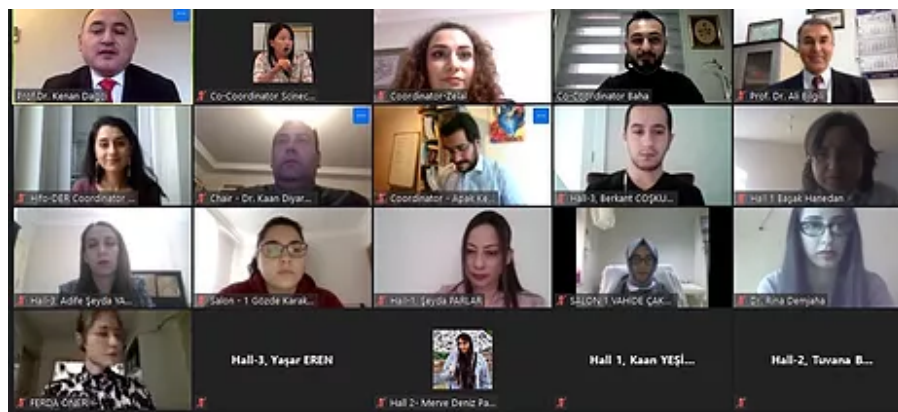 Prof.Dr. Kenan Dağcı
Co-Coordinator Scinec...
Coordinator-Zelal
Co-Coordinator Baha
Prof. Dr. Ali Bilgili
Hifo-DER Coordinator ...
Chair - Dr. Kaan Diyar...
Coordinator - Apak Ke...
Hall-3, Berkant COŞKU...
Hall 1 Başak Hanedan
Hall-3: Adife Şeyda YA...
Salon - 1 Gözde Karak...
Hall-1: Şeyda PARLAR
SALON 1 VAHİDE ÇAK...
Dr. Rina Demjaha
FERDA ÖNER
Hall-3, Yaşar EREN
Hall 2- Merve Deniz Pa...
Hall 1, Kaan YEŞİ...
Hall-2, Tuvana B...